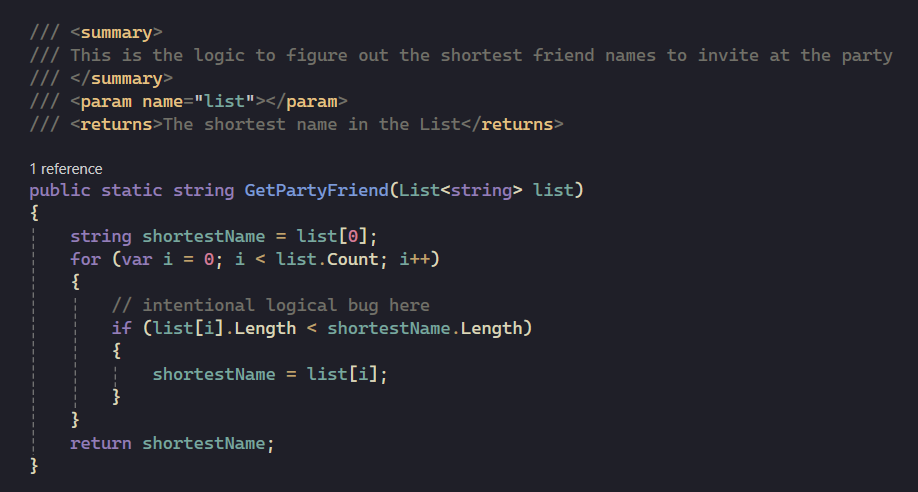 /// <summary>
/// This is the logic to figure out the shortest friend names to invite at the party
/// </summary>
/// <param name="list"></param>
/// <returns>The shortest name in the List</returns>
1 reference
public static string GetPartyFriend(List<string> list)
{
    string shortestName = list[0];
    for (var i = 0; i < list.Count; i++)
    {
        // intentional logical bug here
        if (list[i].Length < shortestName.Length)
        {
            shortestName = list[i];
        }
    }
    return shortestName;
}